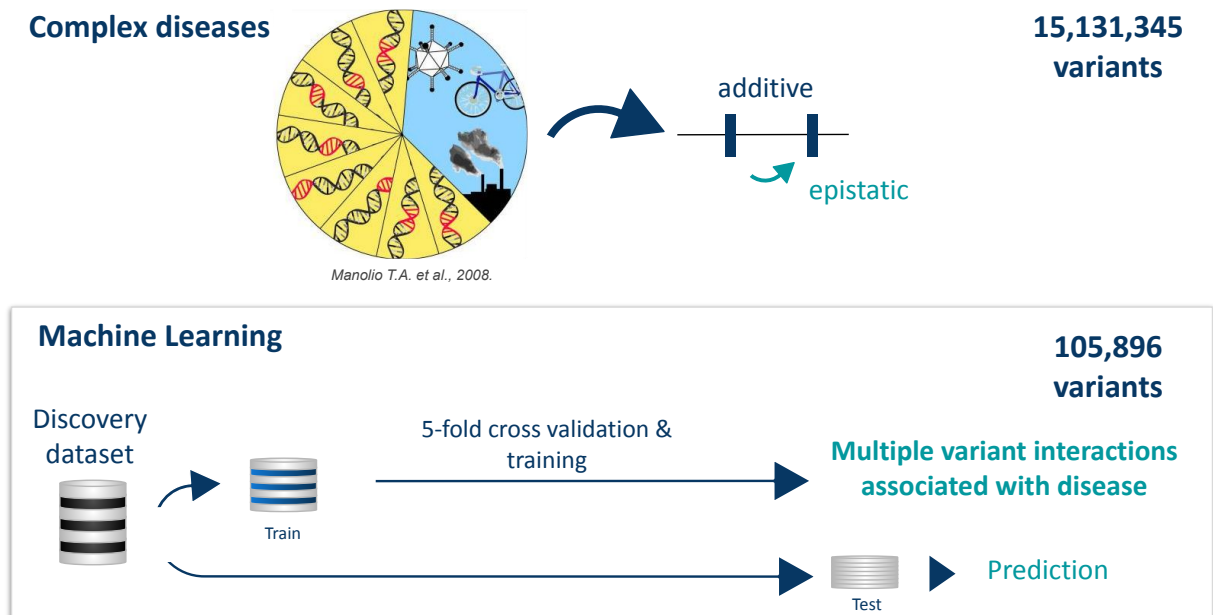 Complex diseases
15,131,345
variants
additive
epistatic
Manolio T.A. et al., 2008.
Machine Learning
105,896
variants
Discovery
dataset
5-fold cross validation &
training
Multiple variant interactions
associated with disease
Train
Prediction
Test